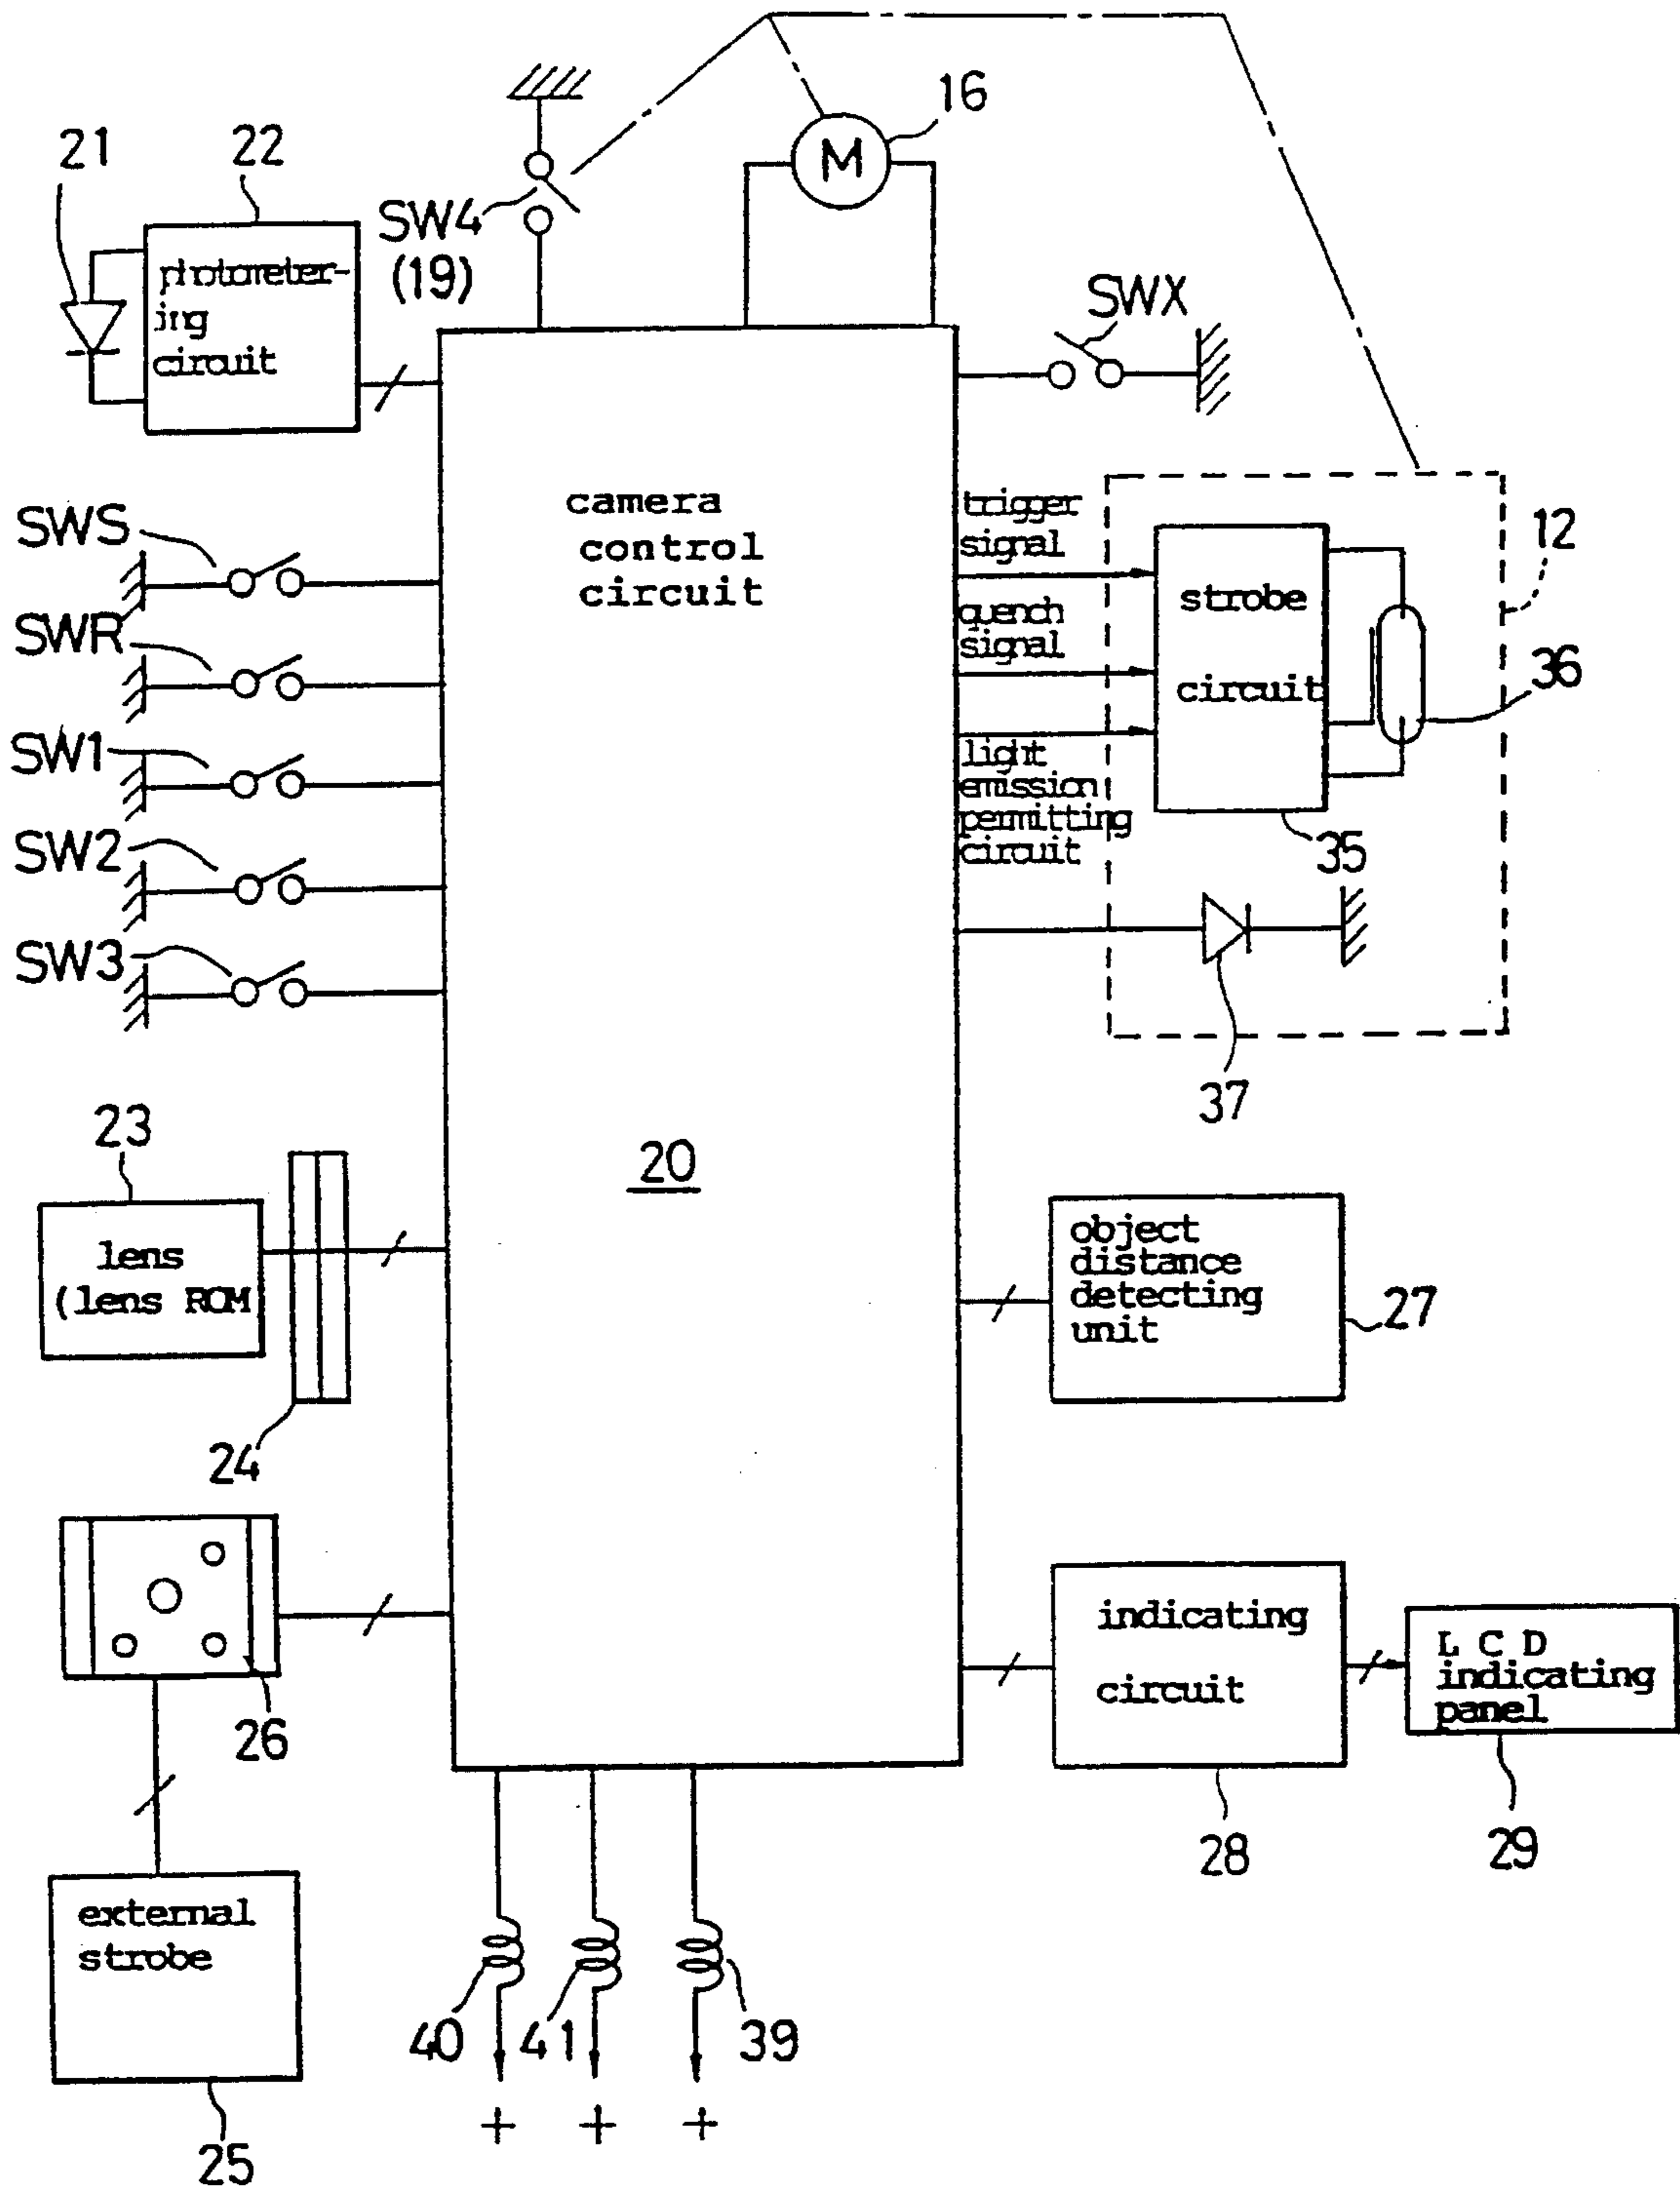 16
M
21
22
SW4
(19)
photometer-
ing
circuit
SWX
camera
control
circuit
trigger
signal
12
SWS
strobe
circuit
quench
signal
SWR
36
SW1
light
emission
permitting
circuit
35
SW2
SW3
37
23
20
lens
(lens ROM
object
distance
detecting
unit
27
24
indicating
circuit
L C D
indicating
panel
26
28
29
external
strobe
40
41
39
+
+
+
25